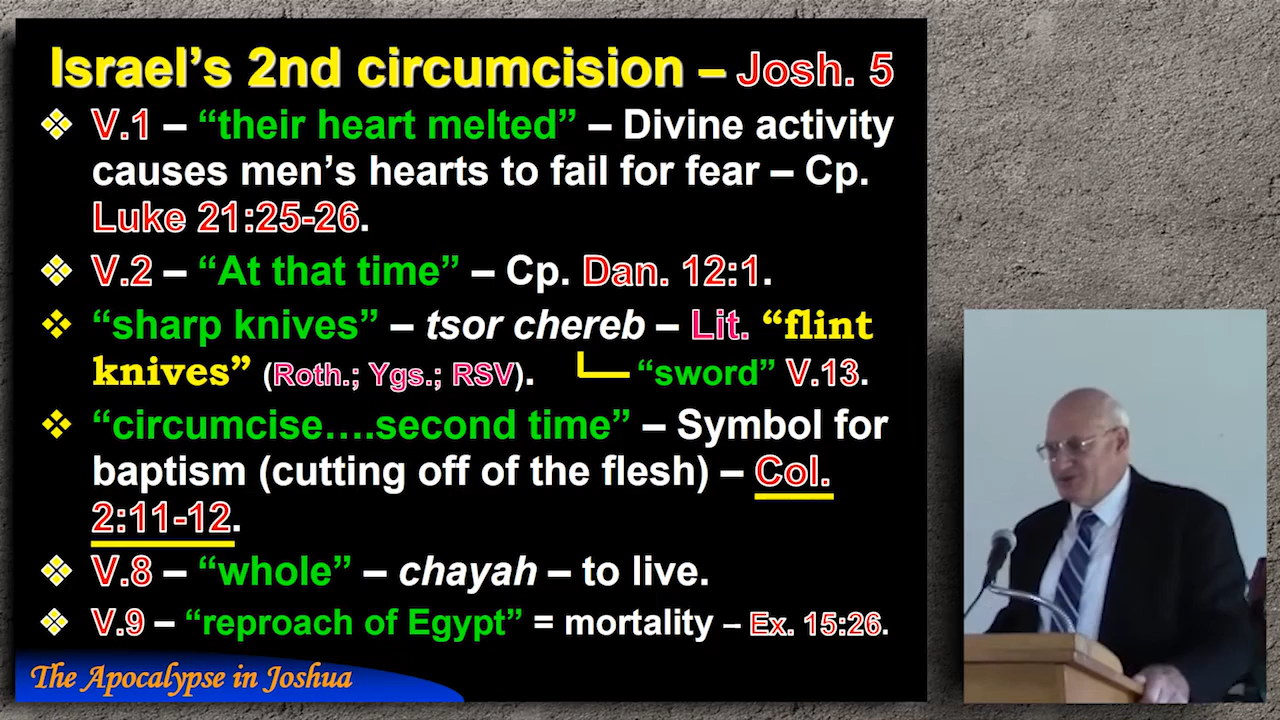 Israel’s 2nd circumcision – Josh. 5
❖ V.1 – “their heart melted” – Divine activity
causes men’s hearts to fail for fear – Cp.
Luke 21:25-26.
❖ V.2 – “At that time” – Cp. Dan. 12:1.
❖ “sharp knives” – tsor chereb – Lit. “flint
knives” (Roth.; Ygs.; RSV). “sword” V.13.
❖ “circumcise….second time” – Symbol for
baptism (cutting off of the flesh) – Col.
2:11-12.
❖ V.8 – “whole” – chayah – to live.
❖ V.9 – “reproach of Egypt” = mortality – Ex. 15:26.
The Apocalypse in Joshua